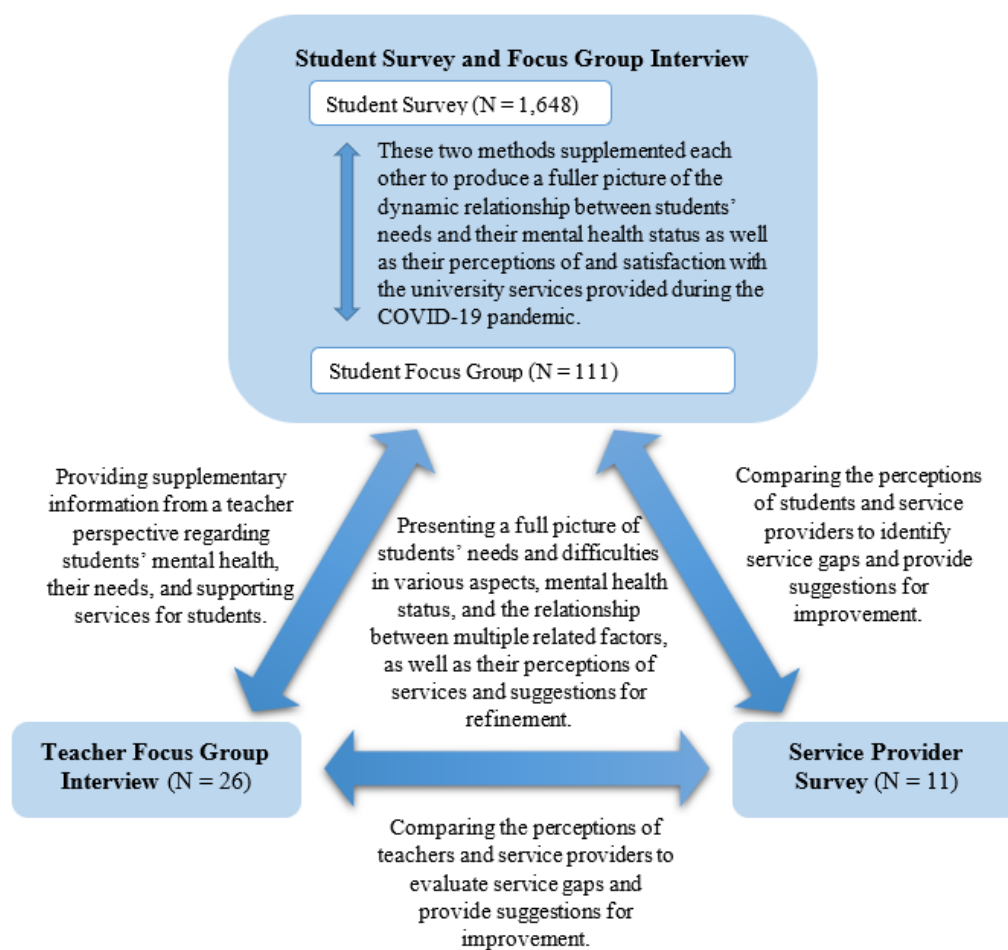 Student Survey and Focus Group Interview
Student Survey (N = 1,648)
These two methods supplemented each
other to produce a fuller picture of the
dynamic relationship between students’
needs and their mental health status as well
as their perceptions of and satisfaction with
the university services provided during the
COVID-19 pandemic.
Student Focus Group (N = 111)
Providing supplementary
information from a teacher
perspective regarding
students’ mental health,
their needs, and supporting
services for students.
Presenting a full picture of
students’ needs and difficulties
in various aspects, mental health
status, and the relationship
between multiple related factors,
as well as their perceptions of
services and suggestions for
refinement.
Comparing the perceptions
of students and service
providers to identify
service gaps and provide
suggestions for
improvement.
Teacher Focus Group
Interview (N = 26)
Service Provider
Survey (N = 11)
Comparing the perceptions of
teachers and service providers to
evaluate service gaps and
provide suggestions for
improvement.